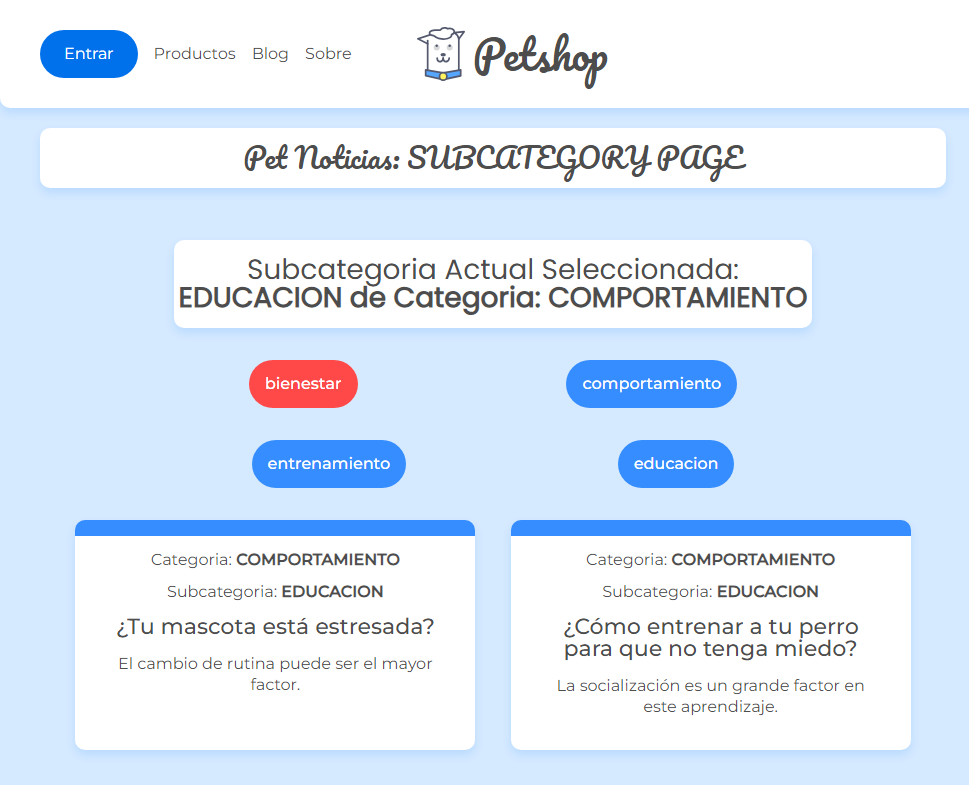 Entrar
Productos
Blog
Sobre
Petshop
Pet Noticias: SUBCATEGORY PAGE
Subcategoria Actual Seleccionada:
EDUCACION de Categoria: COMPORTAMIENTO
bienestar
comportamiento
entrenamiento
educacion
Categoria: COMPORTAMIENTO
Subcategoria: EDUCACION
¿Tu mascota está estresada?
El cambio de rutina puede ser el mayor
factor.
Categoria: COMPORTAMIENTO
Subcategoria: EDUCACION
¿Cómo entrenar a tu perro
para que no tenga miedo?
La socialización es un grande factor en
este aprendizaje.